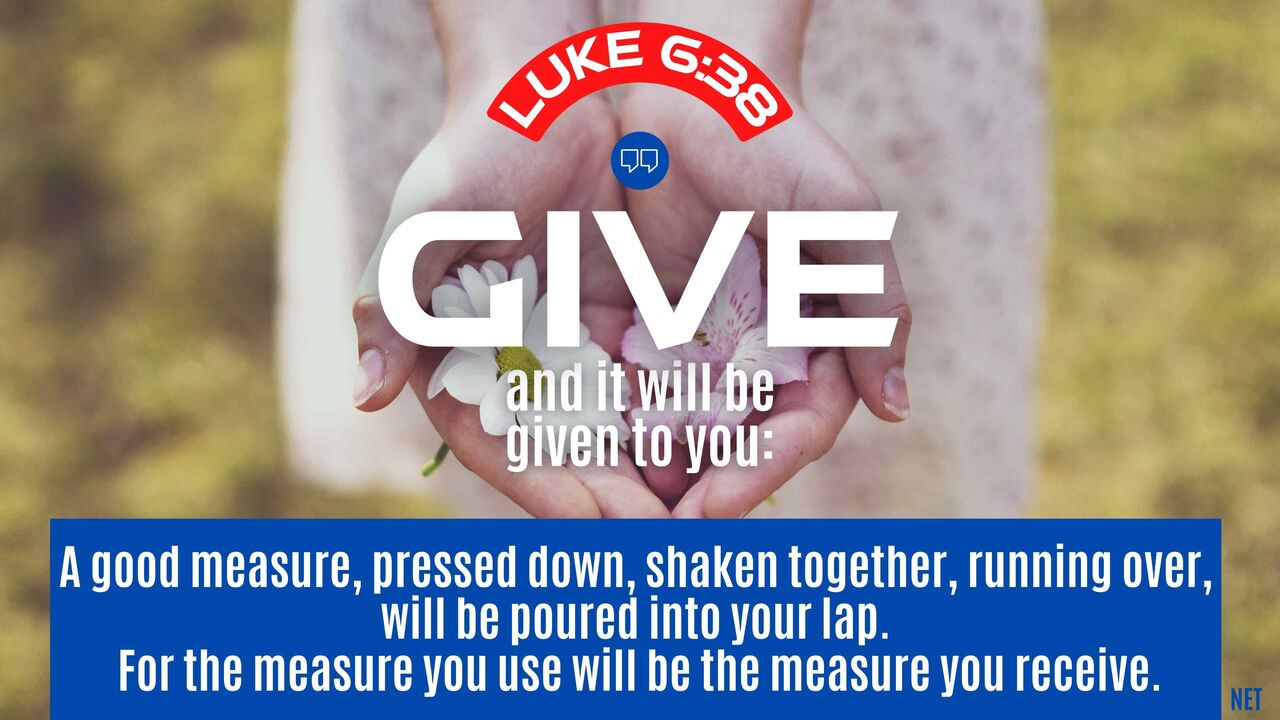 LUKE 6:38
GIVE
and it will be
given to you:
A good measure, pressed down, shaken together, running over,
will be poured into your lap.
For the measure you use will be the measure you receive.
NET